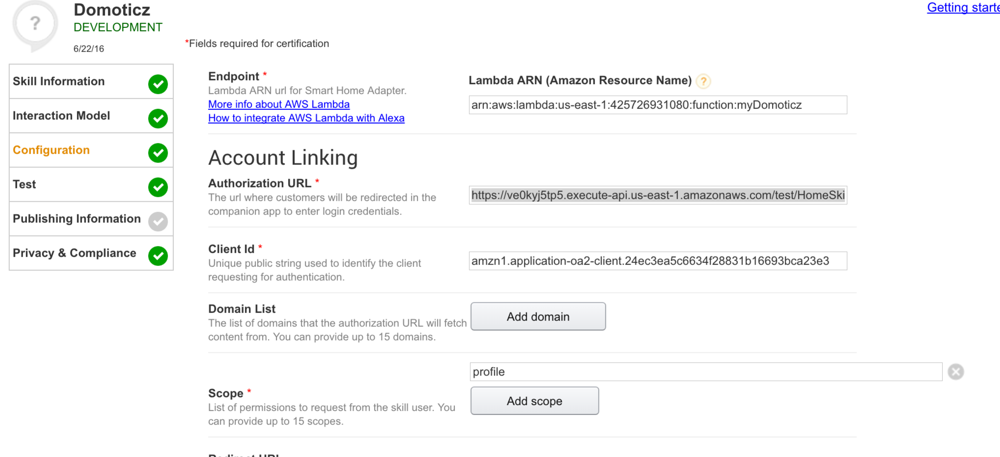 Domoticz
DEVELOPMENT
6/22/16
Getting
*Fields required for certification
Skill Information
Interaction Model
Configuration
Test
Publishing Information
Privacy & Compliance
Endpoint *
Lambda ARN url for Smart Home Adapter.
More info about AWS Lambda
How to integrate AWS Lambda with Alexa
Lambda ARN (Amazon Resource Name) ?
arn:aws:lambda:us-east-1:425726931080:function:myDomoticz
Account Linking
Authorization URL *
The url where customers will be redirected in the
companion app to enter login credentials.
https://ve0kyj5tp5.execute-api.us-east-1.amazonaws.com/test/HomeSki
Client Id *
Unique public string used to identify the client
requesting for authentication.
amzn1.application-oa2-client.24ec3ea5c6634f28831b16693bca23e3
Domain List
The list of domains that the authorization URL will fetch
content from. You can provide up to 15 domains.
Add domain
profile
Scope *
List of permissions to request from the skill user. You
can provide up to 15 scopes.
Add scope